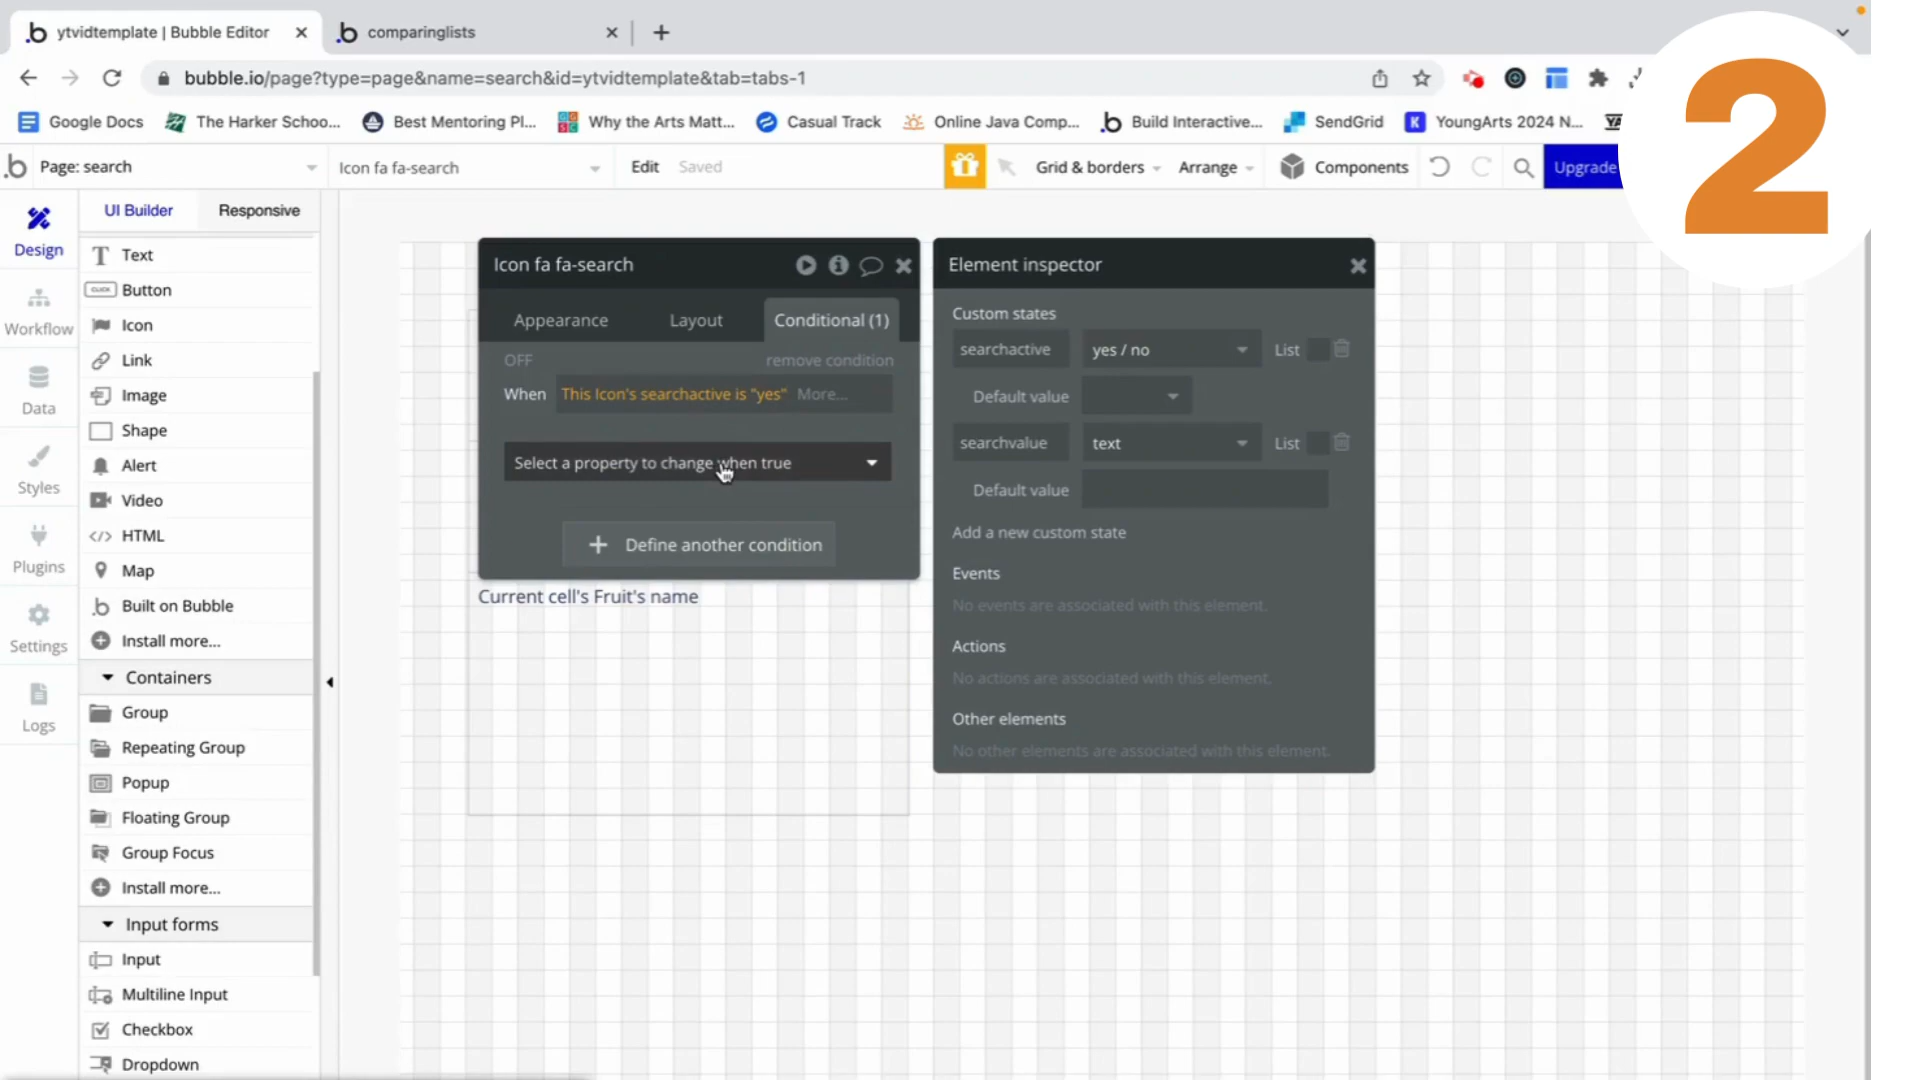 ytvidtemplate | Bubble Editor
comparinglists
2
bubble.io/page?type=page&name=search&id=ytvidtemplate&tab=tabs-1
Google Docs
The Harker Schoo...
Best Mentoring Pl...
Why the Arts Matt...
Casual Track
Online Java Comp...
Build Interactive...
SendGrid
YoungArts 2024 N...
Page: search
Icon fa fa-search
Edit
Saved
Grid & borders
Arrange
Components
Upgrade
UI Builder
Responsive
Design
Workflow
Data
Styles
Plugins
Settings
Logs
Text
CLICK
Button
Icon
Link
Image
Shape
Alert
Video
HTML
Map
Built on Bubble
Install more...
Containers
Group
Repeating Group
Popup
Floating Group
Group Focus
Install more...
Input forms
Input
Multiline Input
Checkbox
Dropdown
Icon fa fa-search
Appearance
Layout
Conditional (1)
OFF
remove condition
When
This Icon's searchactive is "yes" More...
Select a property to change when true
Define another condition
Current cell's Fruit's name
Element inspector
Custom states
searchactive
yes / no
List
Default value
searchvalue
text
List
Default value
Add a new custom state
Events
No events are associated with this element.
Actions
No actions are associated with this element.
Other elements
No other elements are associated with this element.